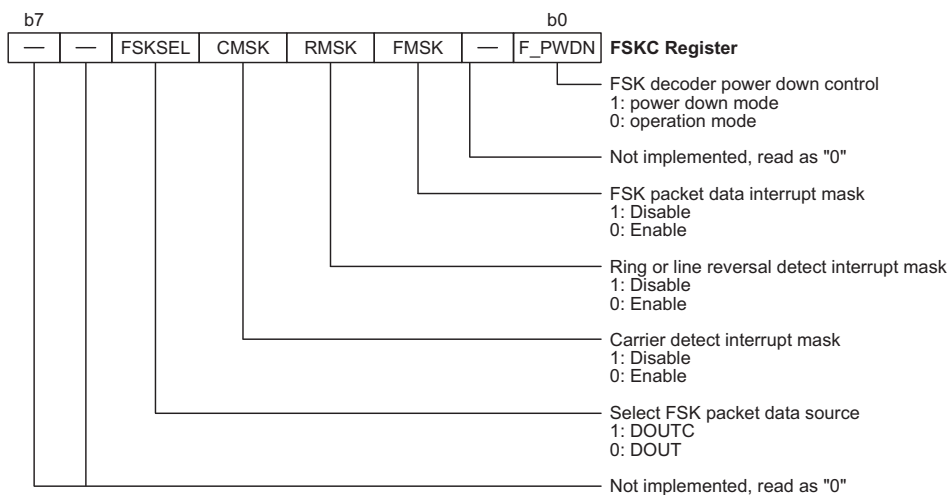 b7 b0
— — FSKSEL CMSK RMSK FMSK — F_PWDN FSKC Register
FSK decoder power down control
1: power down mode
0: operation mode
Not implemented, read as "0"
FSK packet data interrupt mask
1: Disable
0: Enable
Ring or line reversal detect interrupt mask
1: Disable
0: Enable
Carrier detect interrupt mask
1: Disable
0: Enable
Select FSK packet data source
1: DOUTC
0: DOUT
Not implemented, read as "0"